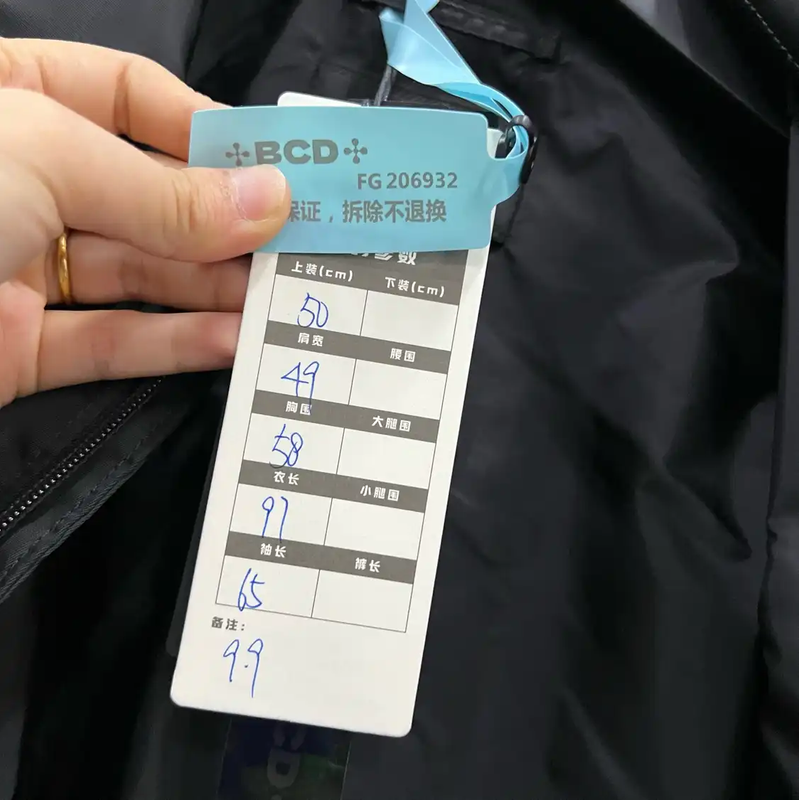 BCD
FG 206932
保证，拆除不退换
参数
上装(cm) 下装(cm)
50
肩宽 腰围
49
胸围 大腿围
58
衣长 小腿围
97
袖长 裤长
65
备注：
9.9